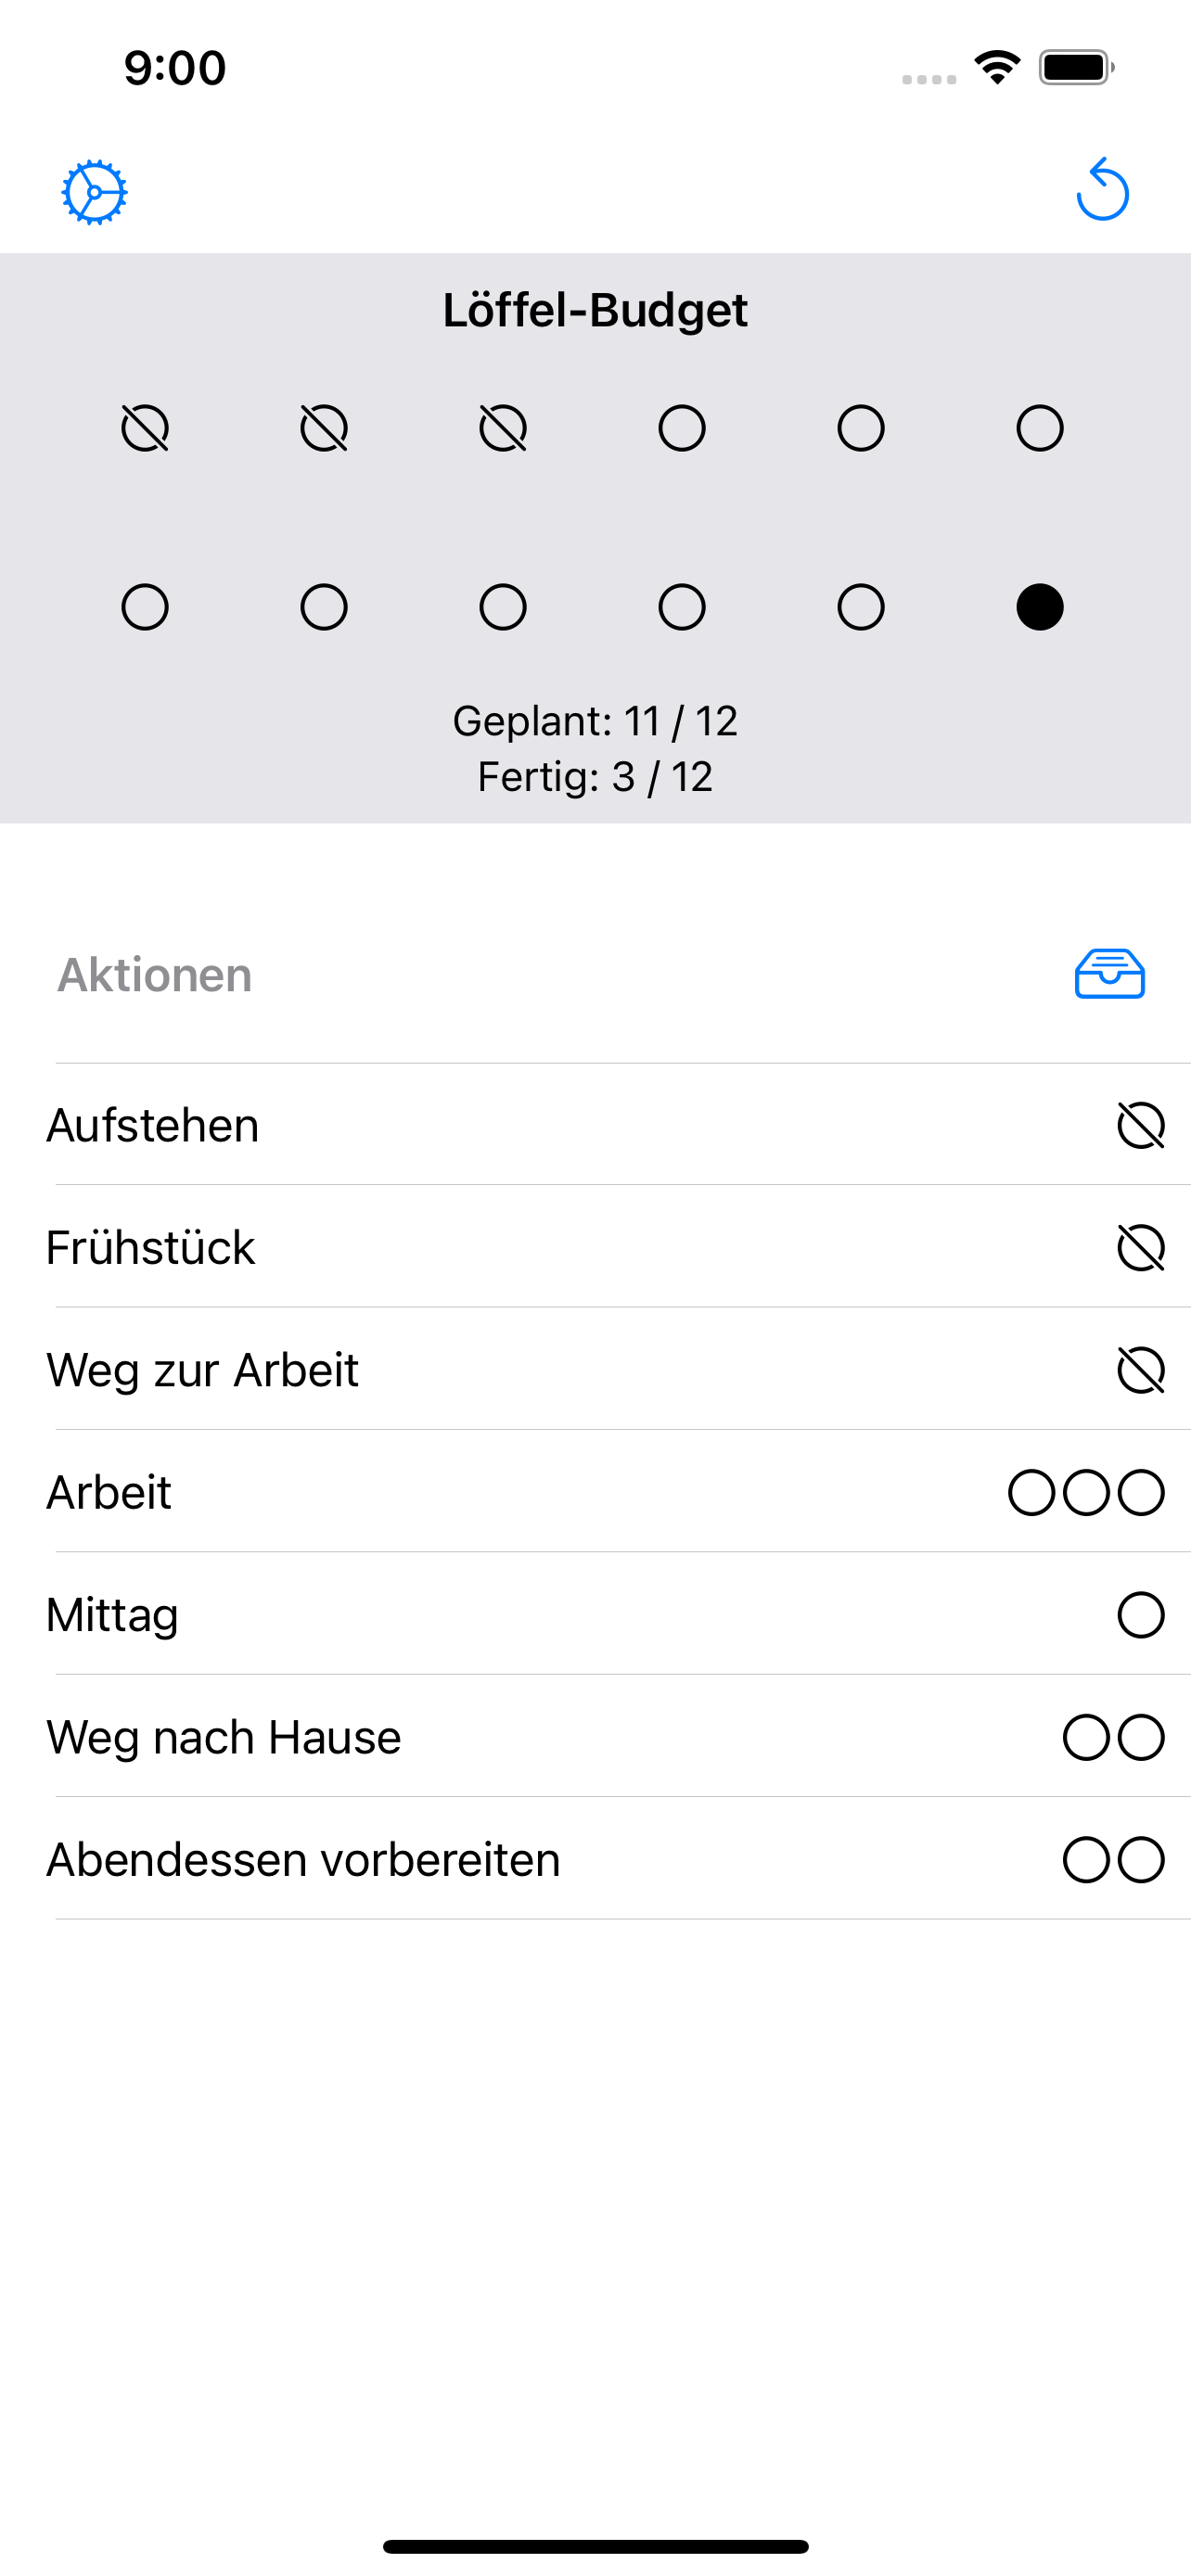 9:00
Löffel-Budget
Geplant: 11 / 12
Fertig: 3 / 12
Aktionen
Aufstehen
Frühstück
Weg zur Arbeit
Arbeit
Mittag
Weg nach Hause
Abendessen vorbereiten